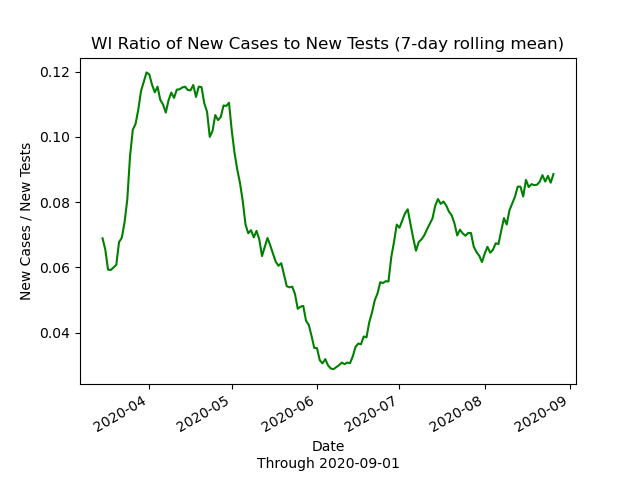 WI Ratio of New Cases to New Tests (7-day rolling mean)
0.12
0.10
0.08
0.06
0.04
New Cases / New Tests
2020-04
2020-05
2020-06
2020-07
2020-08
2020-09
Date
Through 2020-09-01